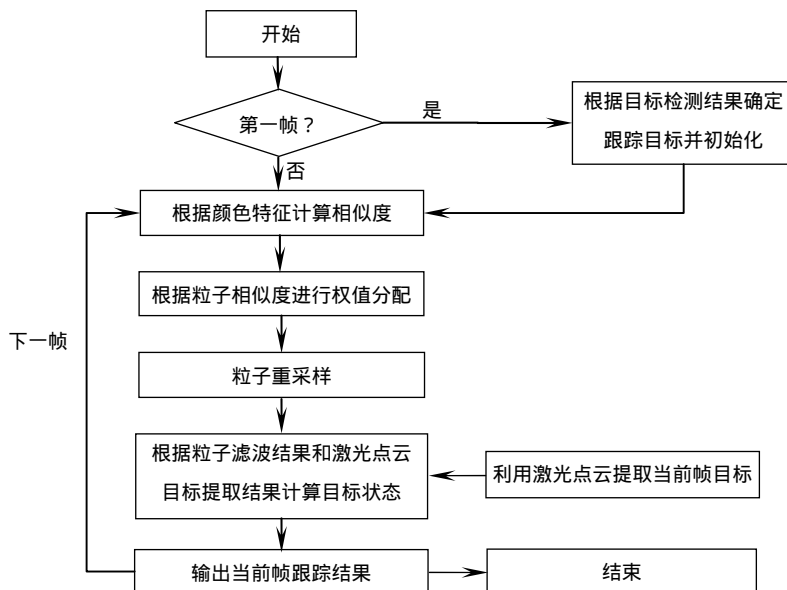 开始
第一帧？
是
根据目标检测结果确定
跟踪目标并初始化
否
根据颜色特征计算相似度
根据粒子相似度进行权值分配
下一帧
粒子重采样
根据粒子滤波结果和激光点云
目标提取结果计算目标状态
利用激光点云提取当前帧目标
输出当前帧跟踪结果
结束